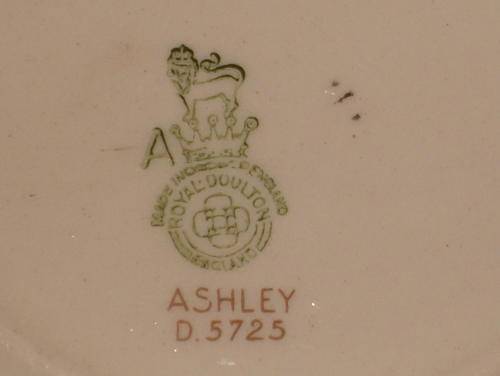 A
MADE IN ENGLAND
ROYAL DOULTON
ENGLAND
ASHLEY
D.5725